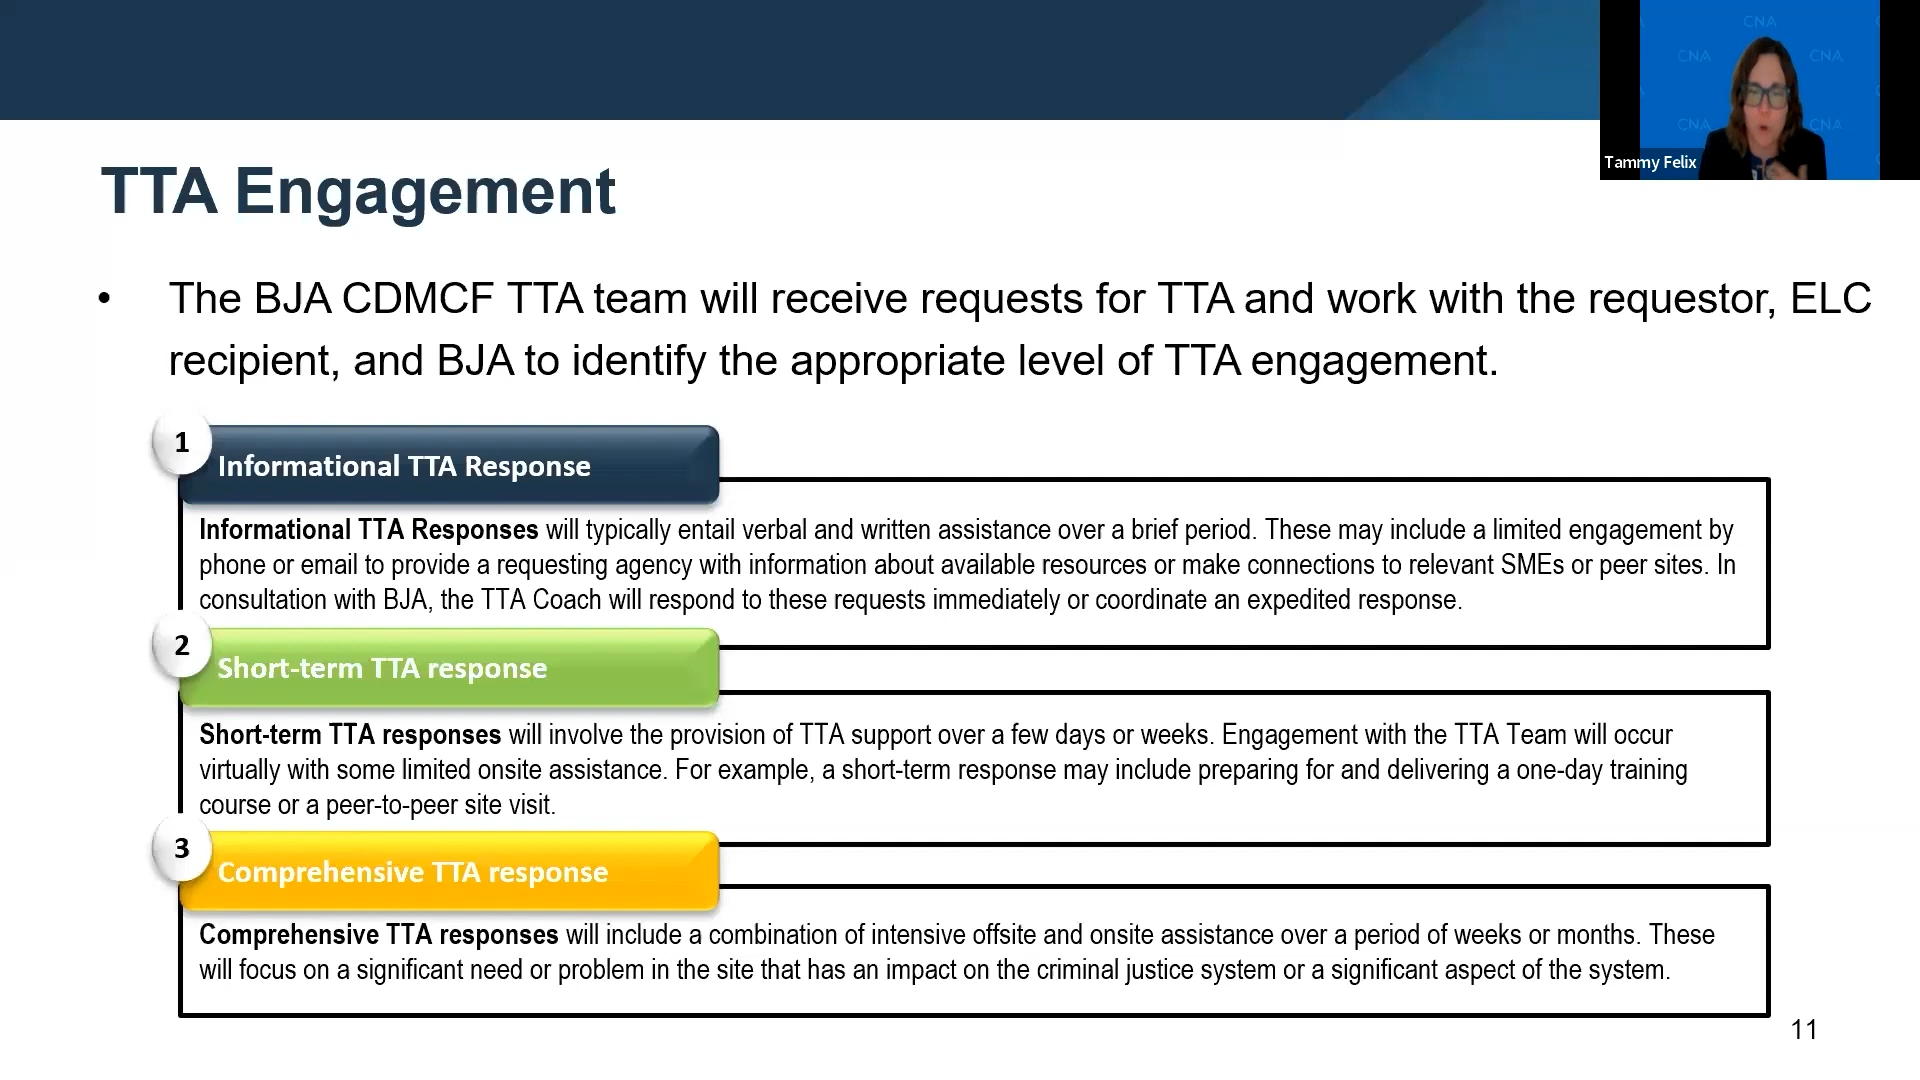 CNA
CNA CNA
CNA CNA
Tammy Felix
TTA Engagement
• The BJA CDMCF TTA team will receive requests for TTA and work with the requestor, ELC
recipient, and BJA to identify the appropriate level of TTA engagement.
1
Informational TTA Response
Informational TTA Responses will typically entail verbal and written assistance over a brief period. These may include a limited engagement by
phone or email to provide a requesting agency with information about available resources or make connections to relevant SMEs or peer sites. In
consultation with BJA, the TTA Coach will respond to these requests immediately or coordinate an expedited response.
2
Short-term TTA response
Short-term TTA responses will involve the provision of TTA support over a few days or weeks. Engagement with the TTA Team will occur
virtually with some limited onsite assistance. For example, a short-term response may include preparing for and delivering a one-day training
course or a peer-to-peer site visit.
3
Comprehensive TTA response
Comprehensive TTA responses will include a combination of intensive offsite and onsite assistance over a period of weeks or months. These
will focus on a significant need or problem in the site that has an impact on the criminal justice system or a significant aspect of the system.
11